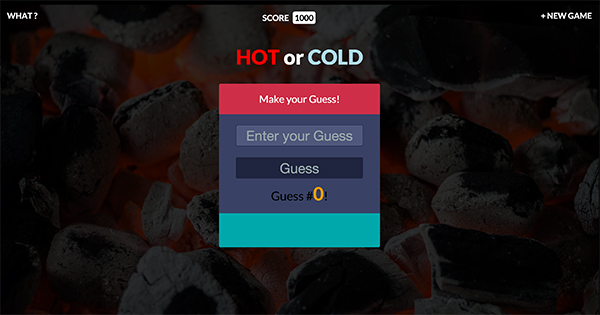 WHAT ?
SCORE 1000
+ NEW GAME
HOT or COLD
Make your Guess!
Enter your Guess
Guess
Guess #0!